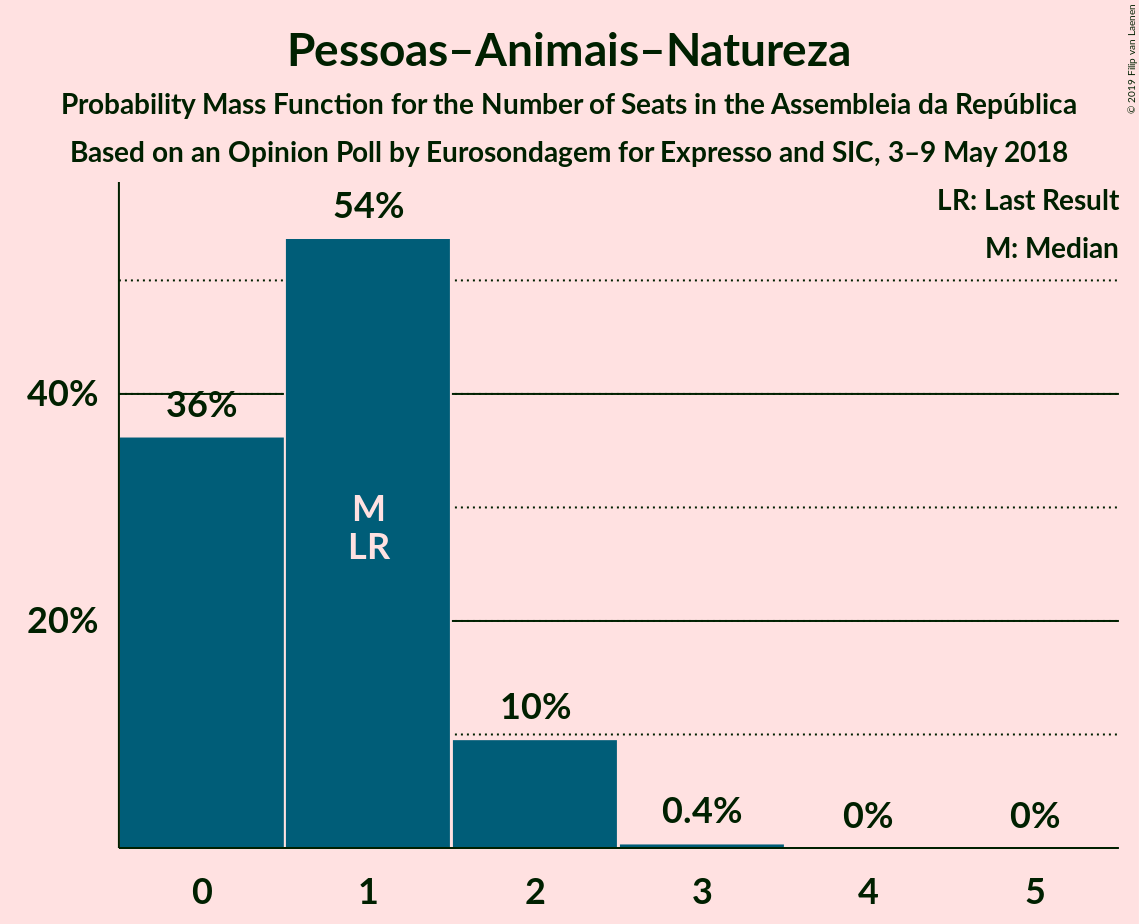 Pessoas–Animais–Natureza
Probability Mass Function for the Number of Seats in the Assembleia da República
Based on an Opinion Poll by Eurosondagem for Expresso and SIC, 3–9 May 2018
© 2019 Filip van Laenen
LR: Last Result
M: Median
54%
40%
36%
M
LR
20%
10%
0.4%
0%
0%
0
1
2
3
4
5